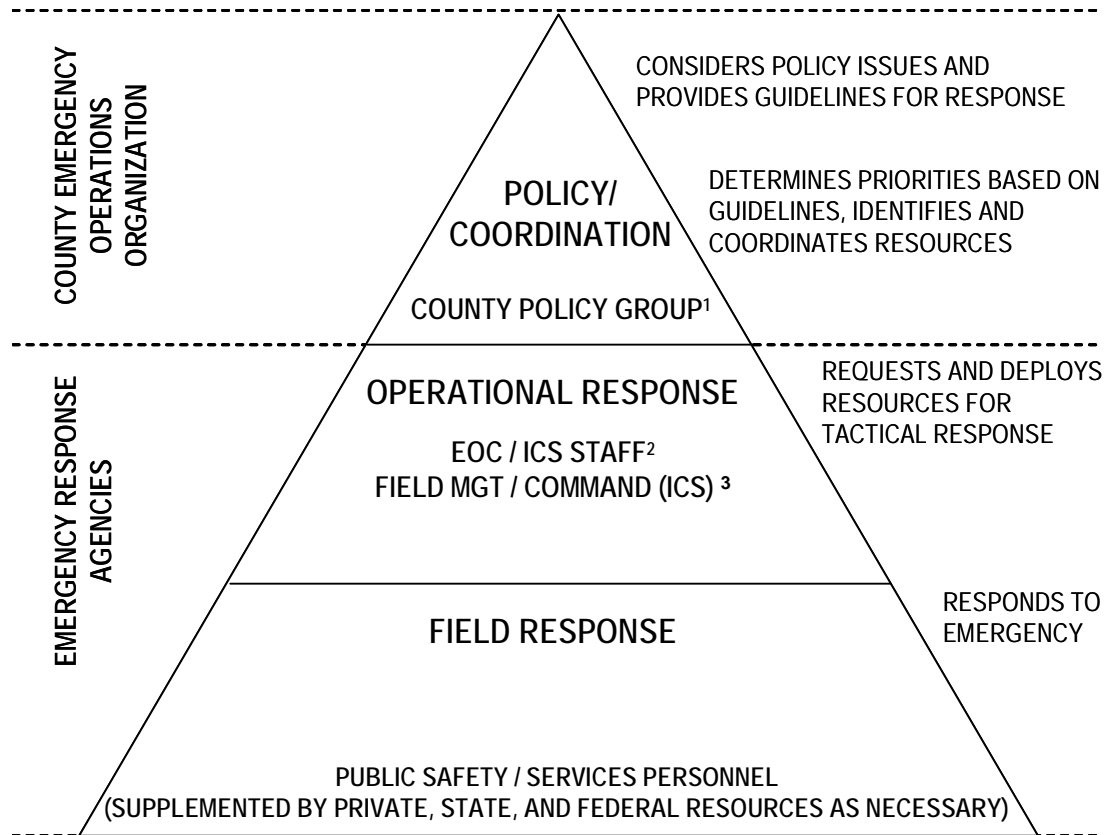 COUNTY EMERGENCY
OPERATIONS
ORGANIZATION
CONSIDERS POLICY ISSUES AND
PROVIDES GUIDELINES FOR RESPONSE
POLICY/
COORDINATION
DETERMINES PRIORITIES BASED ON
GUIDELINES, IDENTIFIES AND
COORDINATES RESOURCES
COUNTY POLICY GROUP¹
EMERGENCY RESPONSE
AGENCIES
OPERATIONAL RESPONSE
EOC / ICS STAFF²
FIELD MGT / COMMAND (ICS) ³
REQUESTS AND DEPLOYS
RESOURCES FOR
TACTICAL RESPONSE
FIELD RESPONSE
RESPONDS TO
EMERGENCY
PUBLIC SAFETY / SERVICES PERSONNEL
(SUPPLEMENTED BY PRIVATE, STATE, AND FEDERAL RESOURCES AS NECESSARY)